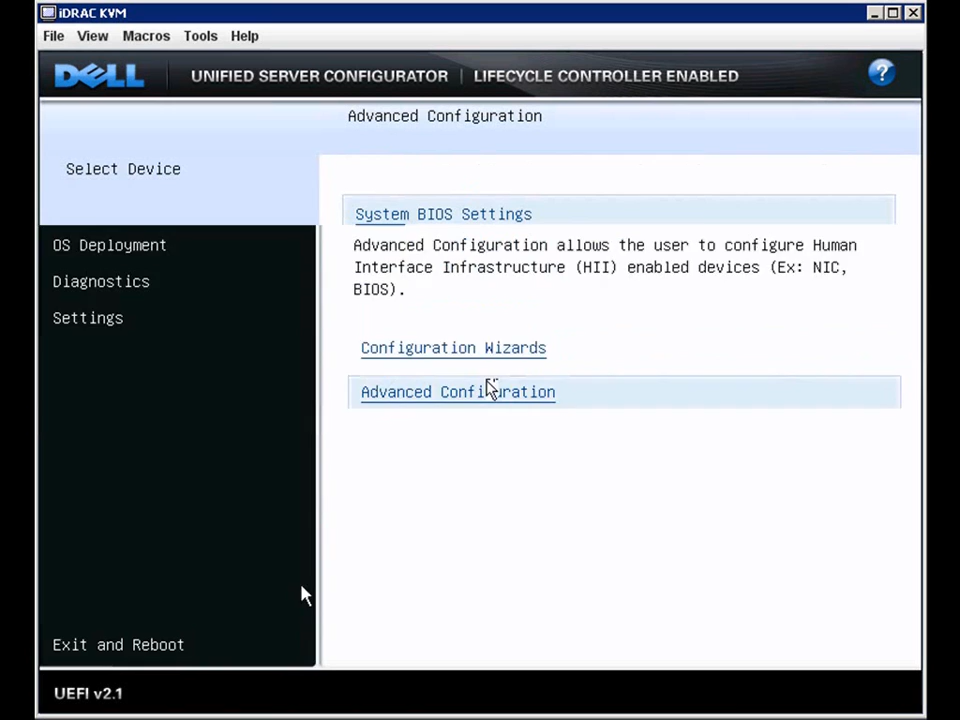 iDRAC KVM
File View Macros Tools Help
DELL UNIFIED SERVER CONFIGURATOR | LIFECYCLE CONTROLLER ENABLED ?
Advanced Configuration
Select Device
System BIOS Settings
OS Deployment
Diagnostics
Settings
Exit and Reboot
Advanced Configuration allows the user to configure Human
Interface Infrastructure (HII) enabled devices (Ex: NIC,
BIOS).
Configuration Wizards
Advanced Configuration
UEFI v2.1